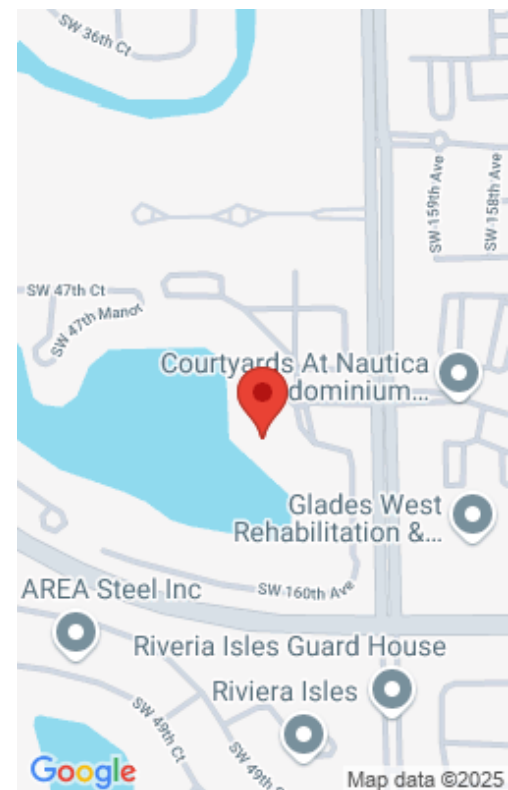 SW 36th Ct
SW 159th Ave
SW 158th Ave
SW 47th Ct
SW 47th Manor
Courtyards At Nautica
dominium...
Glades West
Rehabilitation &...
SW 160th Ave
AREA Steel Inc
Riveria Isles Guard House
Riviera Isles
SW 49th Ct
SW 49th
Google
Map data ©2025